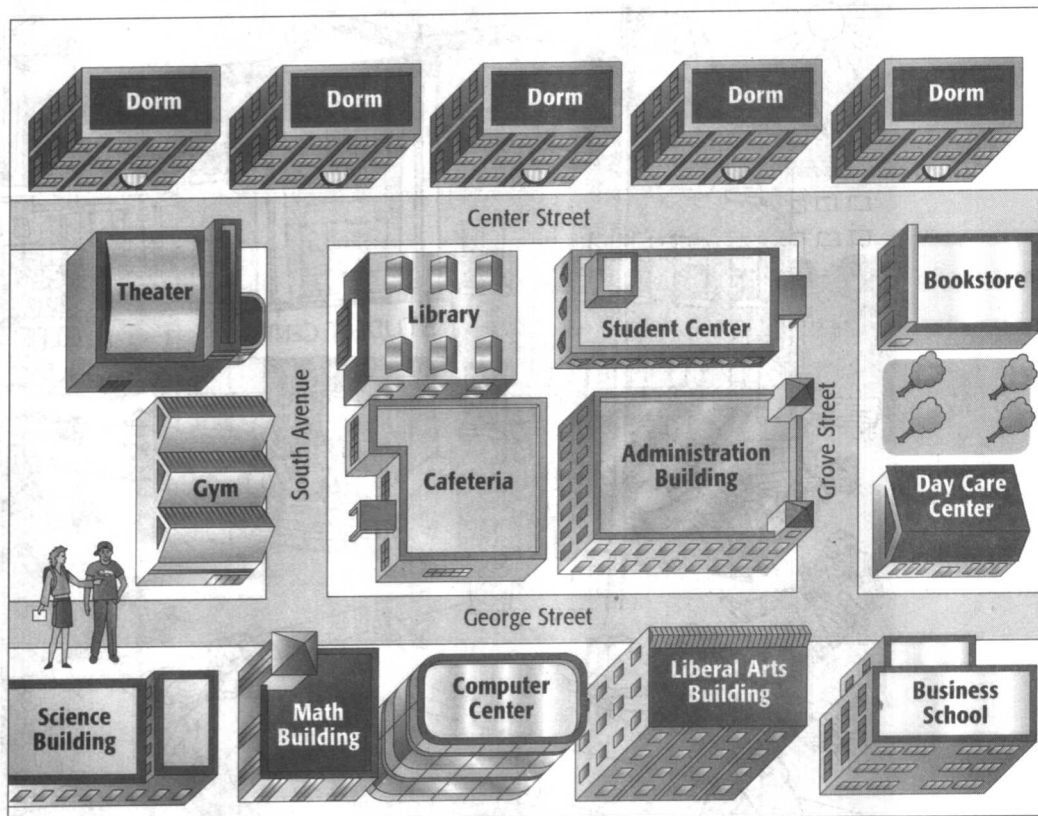 Dorm
Dorm
Dorm
Dorm
Dorm
Center Street
Theater
Library
Student Center
Bookstore
South Avenue
Gym
Cafeteria
Administration
Building
Grove Street
Day Care
Center
George Street
Science
Building
Math
Building
Computer
Center
Liberal Arts
Building
Business
School